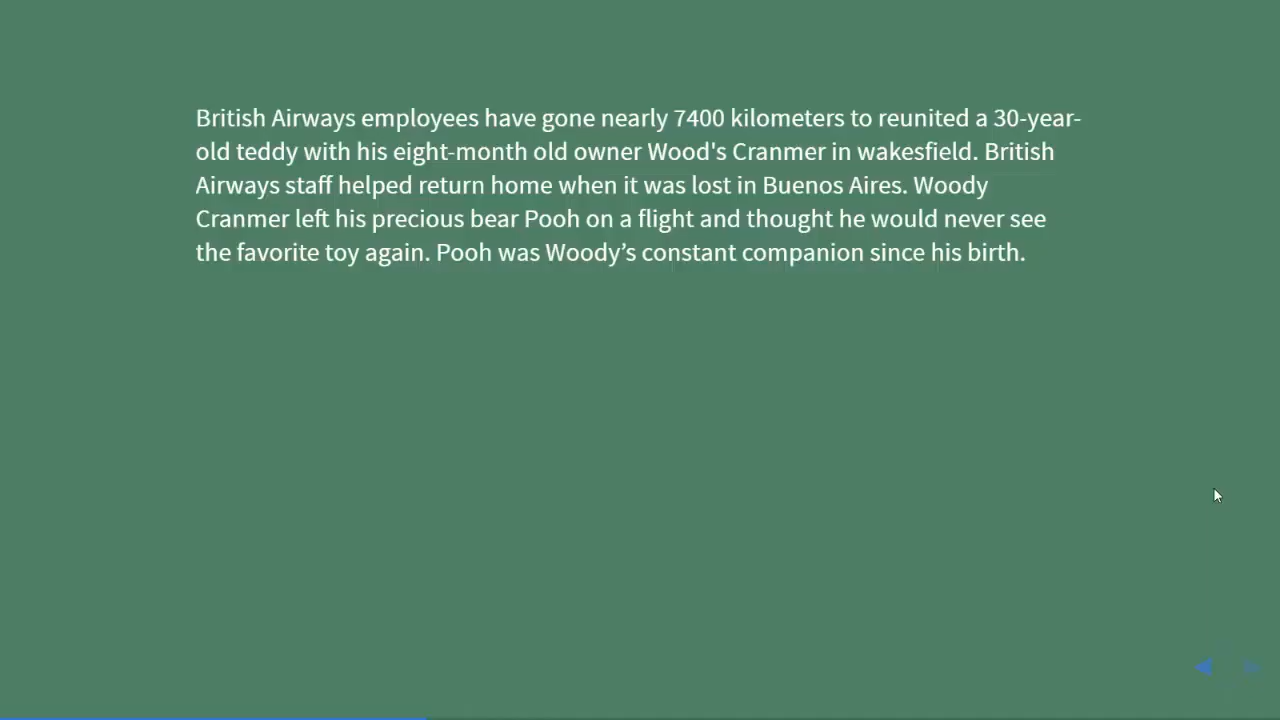 British Airways employees have gone nearly 7400 kilometers to reunited a 30-year-
old teddy with his eight-month old owner Wood's Cranmer in wakesfield. British
Airways staff helped return home when it was lost in Buenos Aires. Woody
Cranmer left his precious bear Pooh on a flight and thought he would never see
the favorite toy again. Pooh was Woody’s constant companion since his birth.